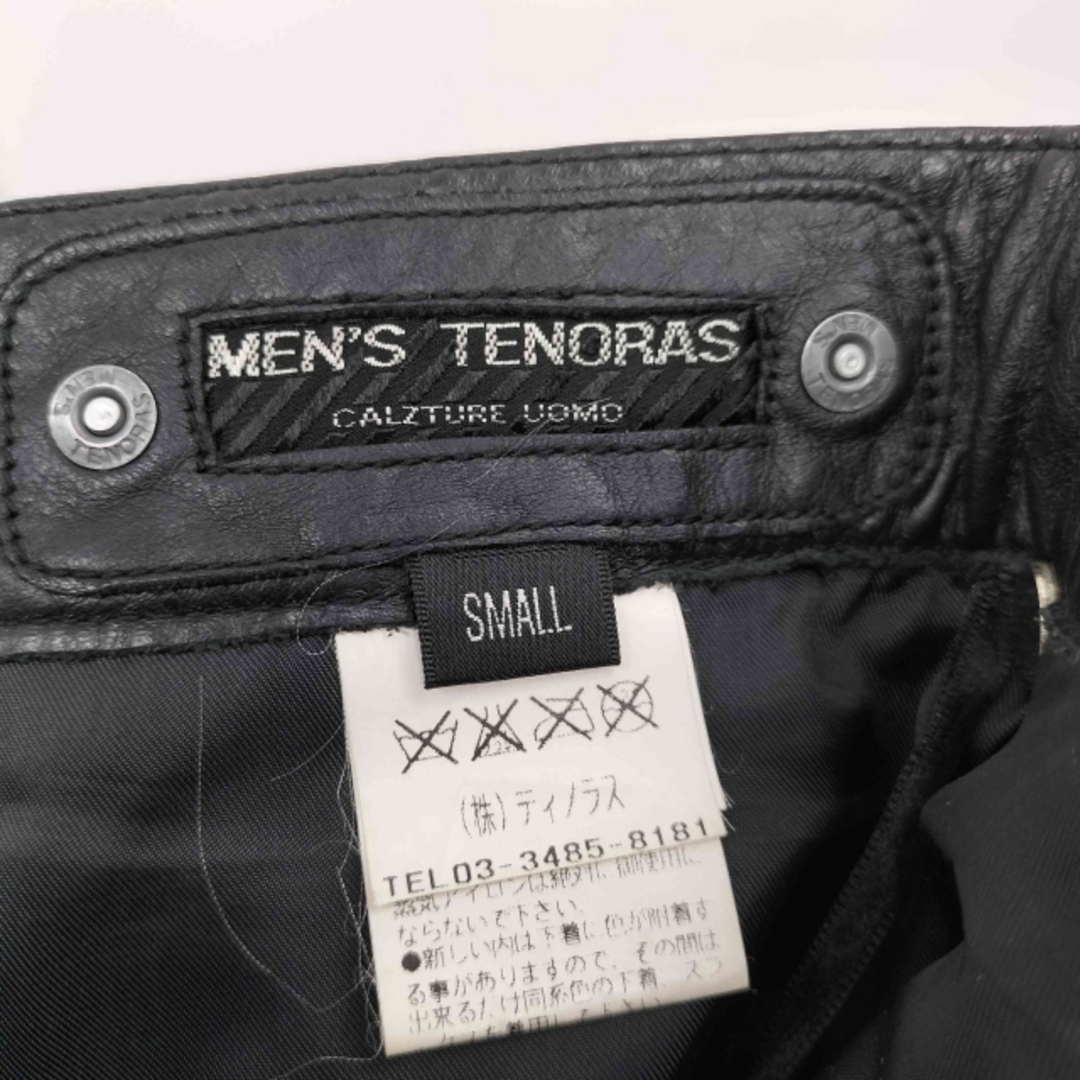 MEN'S TENORAS
CALZTURE UOMO
MEN'S
TENORAS
MEN'S
TENO
SMALL
(株)ティノラス
TEL03-3485-8181
蒸気アイロンは絶対に御使用に
ならないで下さい
●新しい内は下着に色が附着す
る事がありますので、その間は
出来るだけ同系色の下着、スラ